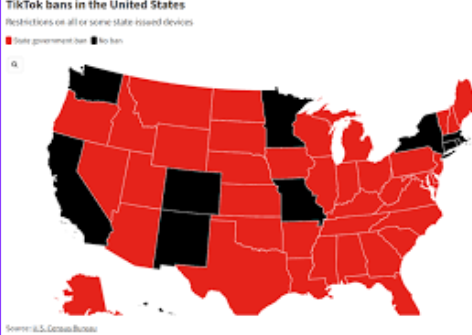 TikTok bans in the United States
Restrictions on all or some state issued devices
State government ban No ban
Source: U.S. Census Bureau